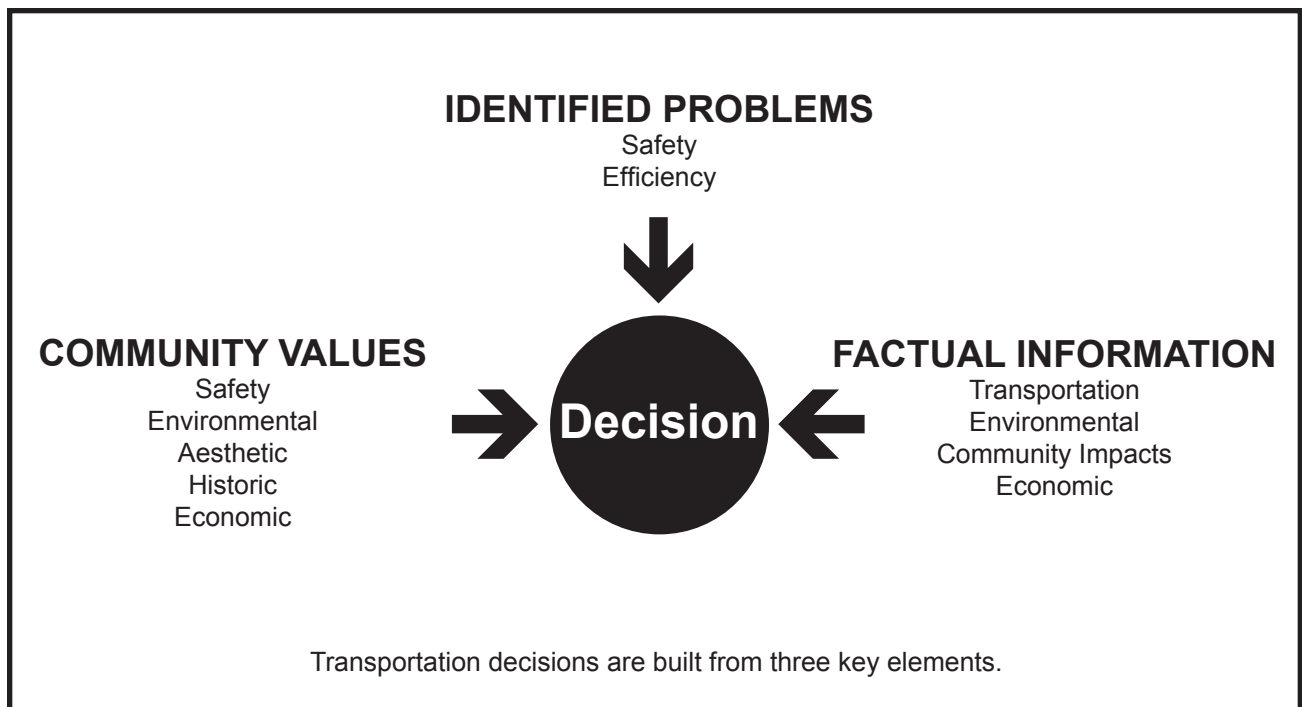 IDENTIFIED PROBLEMS
Safety
Efficiency
COMMUNITY VALUES
Safety
Environmental
Aesthetic
Historic
Economic
Decision
FACTUAL INFORMATION
Transportation
Environmental
Community Impacts
Economic
Transportation decisions are built from three key elements.